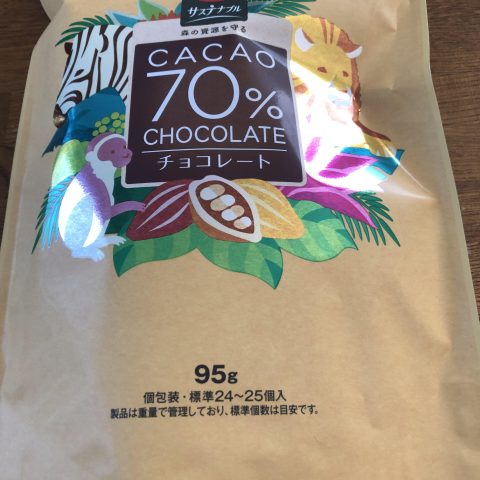 サステナブル
森の資源を守る
CACAO
70%
CHOCOLATE
チョコレート
95g
個包装・標準24〜25個入
製品は重量で管理しており、標準個数は目安です。